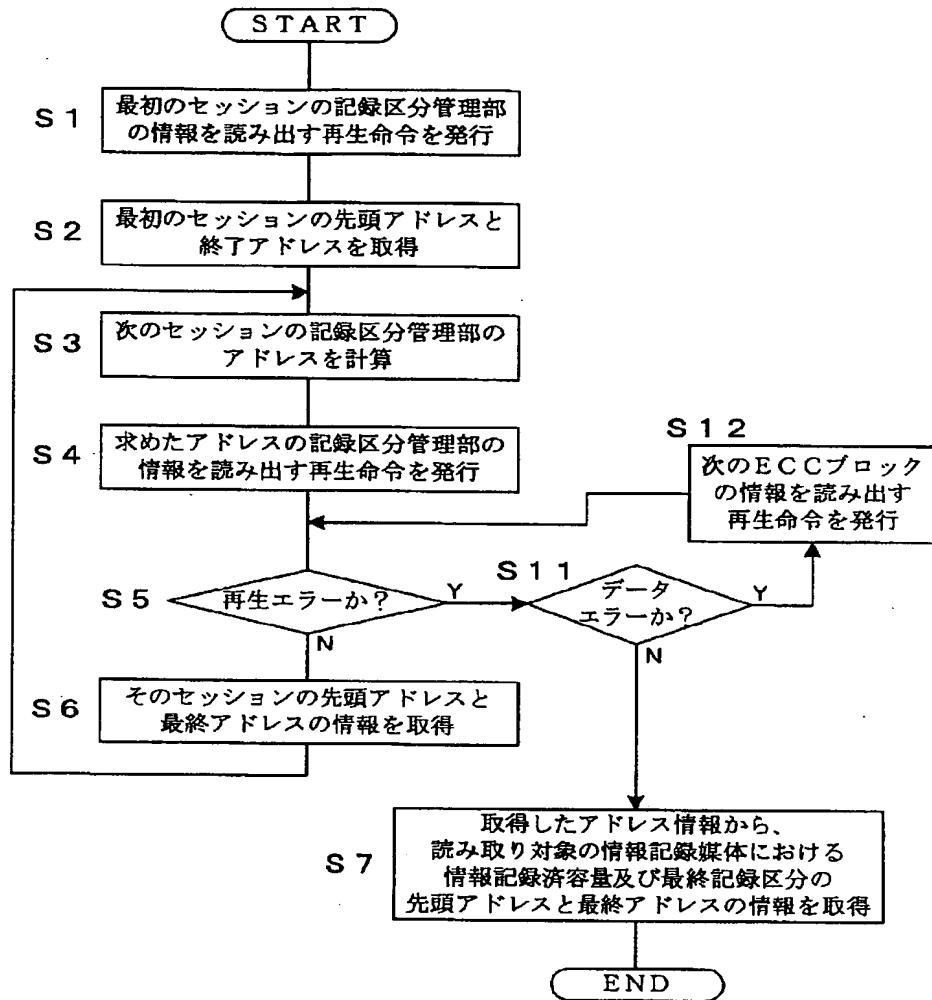 START
S1
最初のセッションの記録区分管理部
の情報を読み出す再生命令を発行
S2
最初のセッションの先頭アドレスと
終了アドレスを取得
S3
次のセッションの記録区分管理部の
アドレスを計算
S4
求めたアドレスの記録区分管理部の
情報を読み出す再生命令を発行
S12
次のECCブロック
の情報を読み出す
再生命令を発行
S5
再生エラーか?
Y
N
S11
データ
エラーか?
Y
N
S6
そのセッションの先頭アドレスと
最終アドレスの情報を取得
S7
取得したアドレス情報から、
読み取り対象の情報記録媒体における
情報記録済容量及び最終記録区分の
先頭アドレスと最終アドレスの情報を取得
END